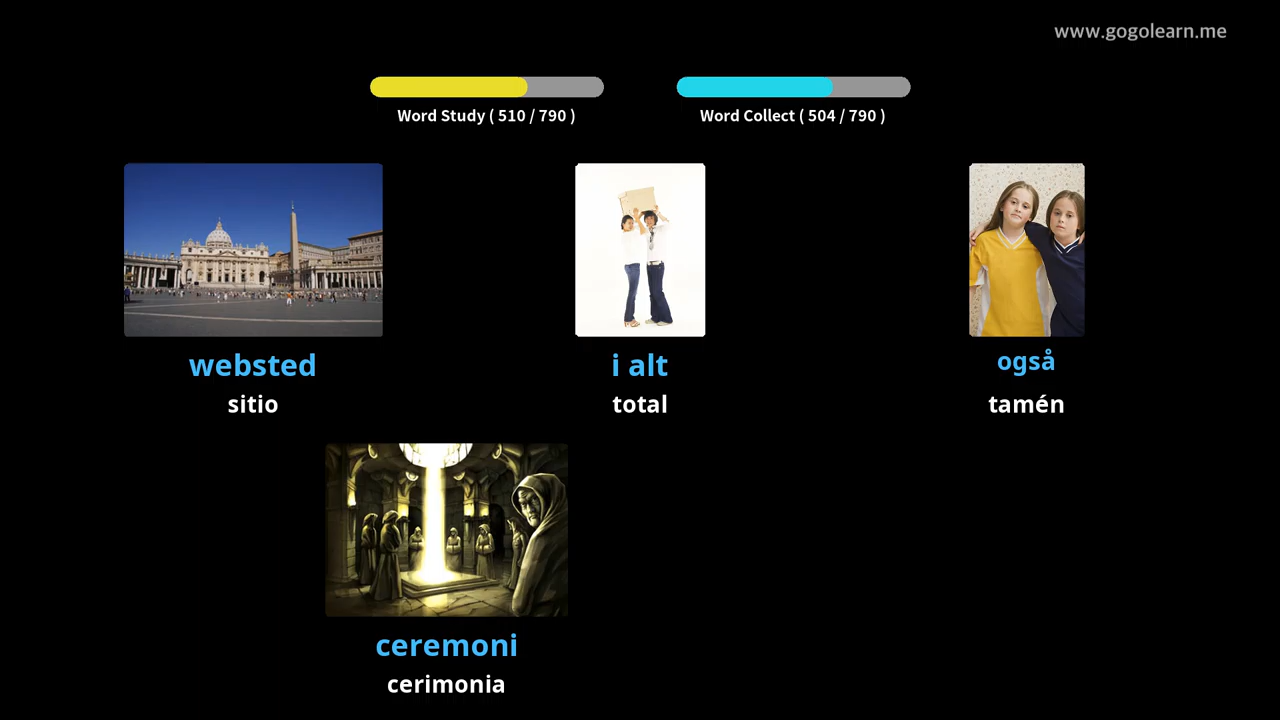 www.gogolearn.me
Word Study ( 510 / 790 )
Word Collect ( 504 / 790 )
websted
sitio
i alt
total
også
tamén
ceremoni
cerimonia